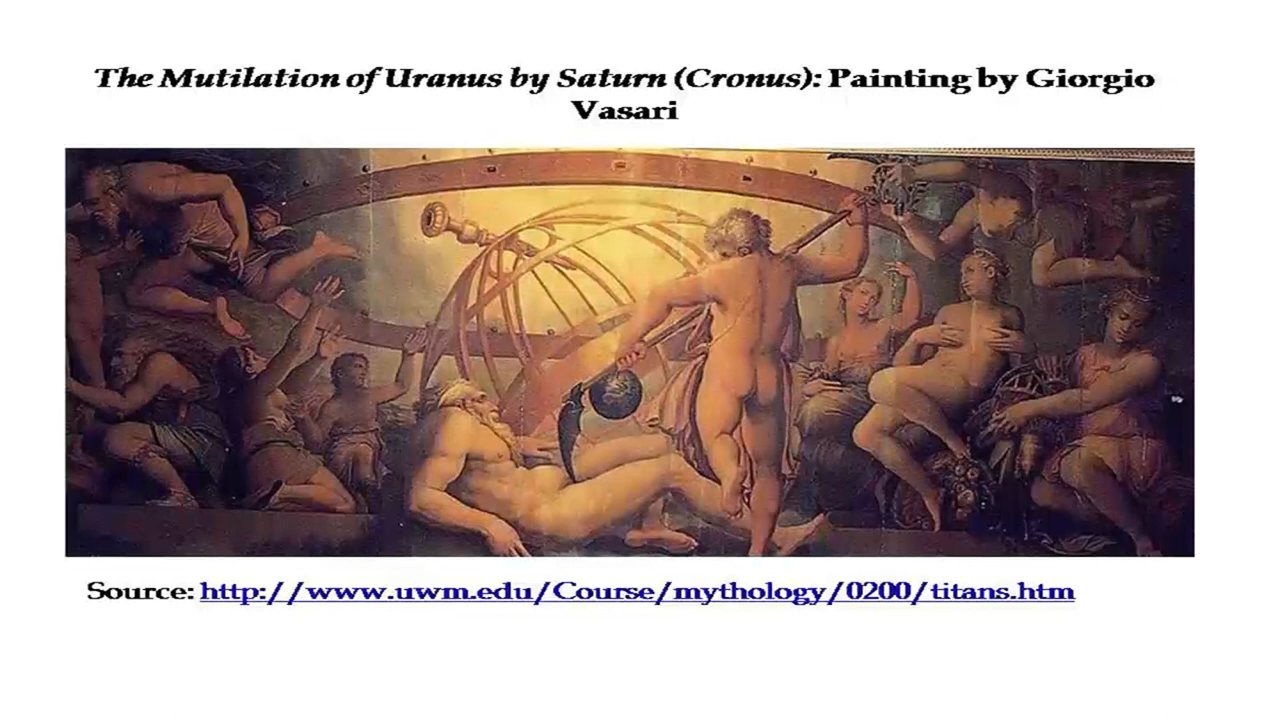 The Mutilation of Uranus by Saturn (Cronus): Painting by Giorgio
Vasari
Source: http://www.uwm.edu/Course/mythology/0200/titans.htm